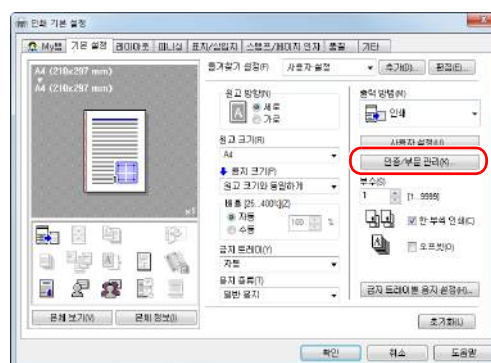 인쇄 기본 설정
My탭 기본 설정 레이아웃 마무리 표지/삽입지 스탬프/페이지 인자 품질 기타
A4 (210x297 mm)
A4 (210x297 mm)
x1
즐겨찾기 설정(F) 사용자 설정 추가(D)... 편집(E)...
원고 방향(N)
세로
가로
원고 크기(R)
A4
용지 크기(P)
원고 크기와 동일하게
배율 [25..400%](Z)
자동
수동
100 %
급지 트레이(Y)
자동
용지 종류(T)
일반 용지
출력 방법(M)
인쇄
사용자 설정(U)...
인증/부문 관리(K)...
부수(S)
1 [1..9999]
한 부씩 인쇄(C)
오프셋(O)
급지 트레이별 용지 설정(H)...
문서 보기(V) 문서 정보(I)
초기화(L)
확인 취소 도움말